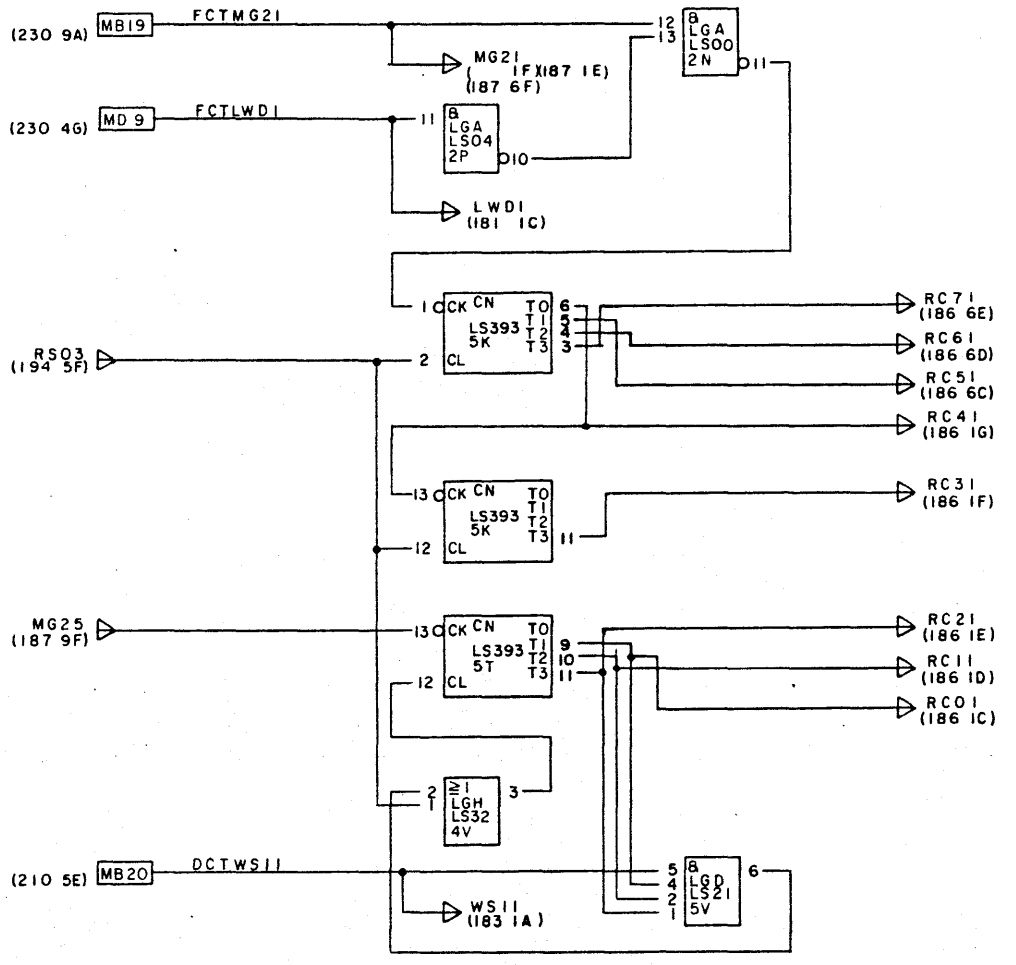 FCTMG21
(230 9A) MB19
12 &
13 LGA
LS00
2N 11
MG21
( 1F)(187 1E)
(187 6F)
FCTLWD1
(230 4G) MD 9
11 &
LGA
LS04
2P 10
LWD1
(181 1C)
1 CK CN T0 6
T1 5
LS393 T2 4
5K T3 3
2 CL
RS03
(194 5F)
RC71
(186 6E)
RC61
(186 6D)
RC51
(186 6C)
RC41
(186 1G)
13 CK CN T0
T1
LS393 T2
5K T3 11
12 CL
RC31
(186 1F)
MG25
(187 9F)
13 CK CN T0
T1 9
LS393 T2 10
5T T3 11
12 CL
RC21
(186 1E)
RC11
(186 1D)
RC01
(186 1C)
2 ≥1 3
1 LGH
LS32
4V
DCTWS11
(210 5E) MB20
5 & 6
4 LGD
2 LS21
1 5V
WS11
(183 1A)